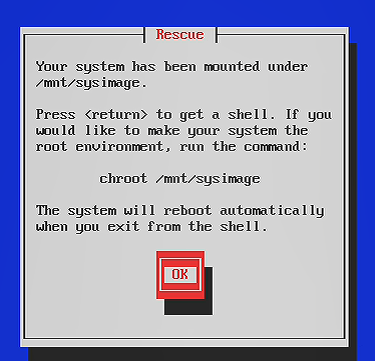 Rescue
Your system has been mounted under
/mnt/sysimage.
Press <return> to get a shell. If you
would like to make your system the
root environment, run the command:
chroot /mnt/sysimage
The system will reboot automatically
when you exit from the shell.
OK